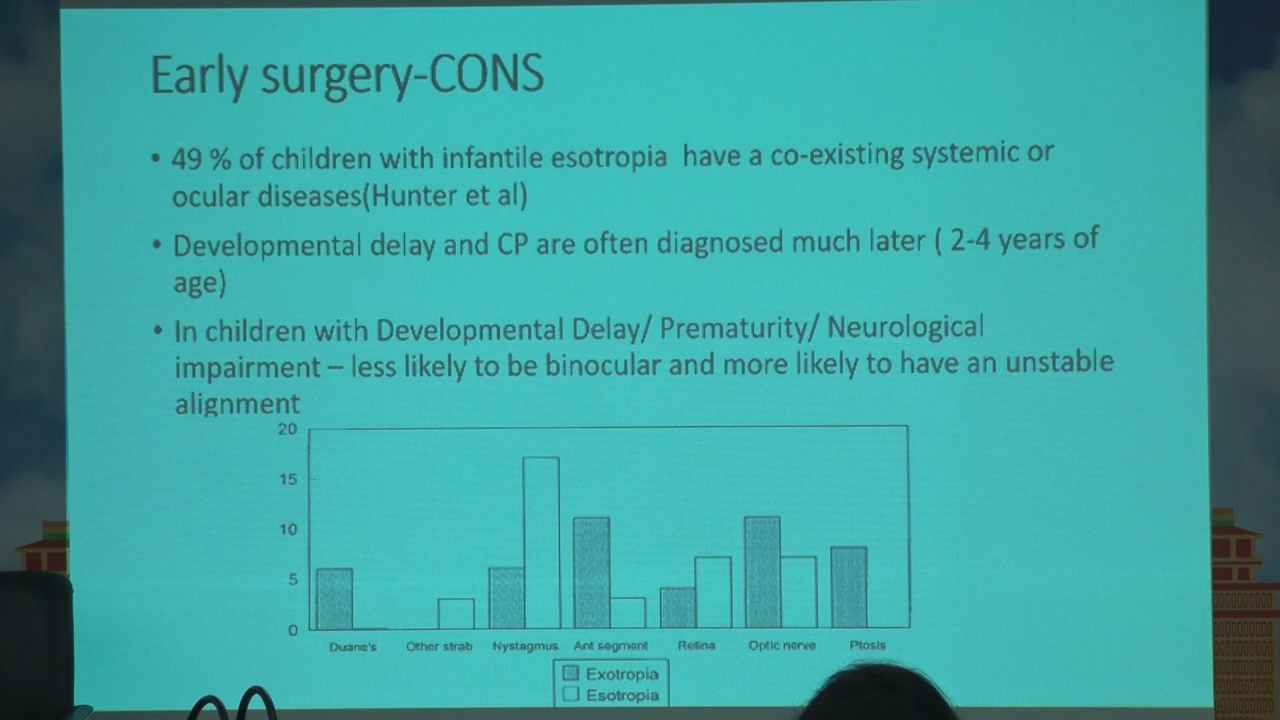 Early surgery-CONS
• 49 % of children with infantile esotropia have a co-existing systemic or
ocular diseases(Hunter et al)
• Developmental delay and CP are often diagnosed much later ( 2-4 years of
age)
• In children with Developmental Delay/ Prematurity/ Neurological
impairment – less likely to be binocular and more likely to have an unstable
alignment
20
15
10
5
0
Duane's Other strab Nystagmus Ant segment Retina Optic nerve Ptosis
Exotropia
Esotropia